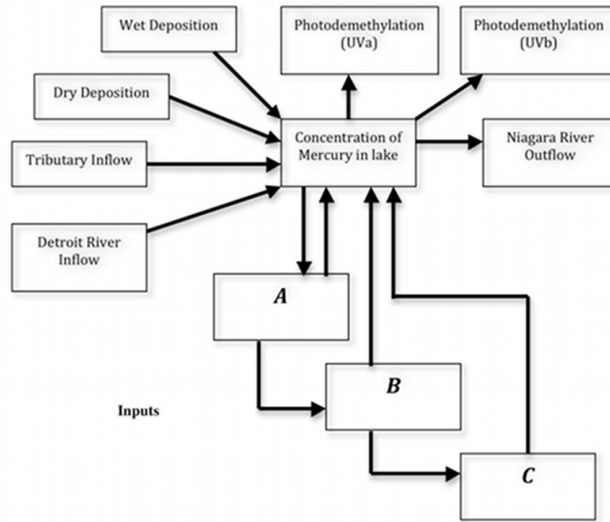 Wet Deposition
Photodemethylation
(UVa)
Photodemethylation
(UVb)
Dry Deposition
Concentration of
Mercury in lake
Niagara River
Outflow
Tributary Inflow
Detroit River
Inflow
A
B
Inputs
C